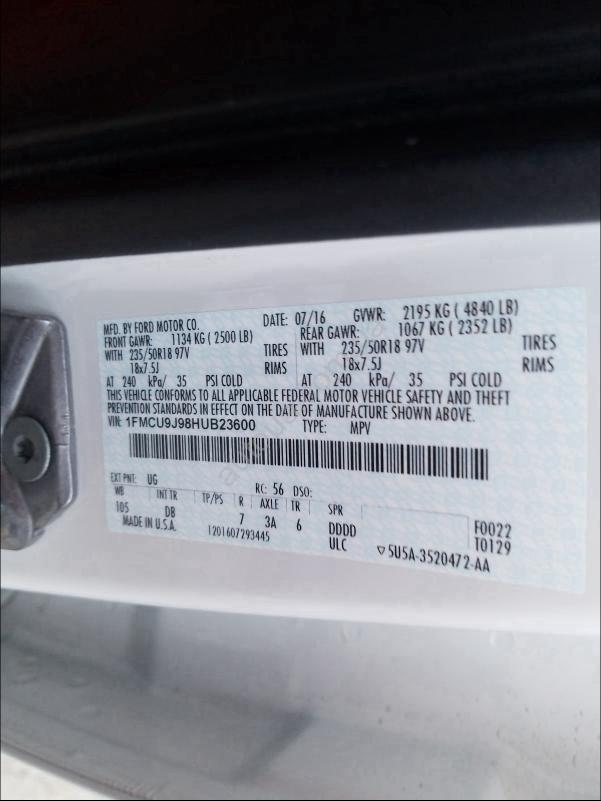 MFD. BY FORD MOTOR CO. DATE: 07/16 GVWR: 2195 KG ( 4840 LB)
FRONT GAWR: 1134 KG ( 2500 LB) REAR GAWR: 1067 KG ( 2352 LB)
WITH 235/50R18 97V TIRES WITH 235/50R18 97V TIRES
18x7.5J RIMS 18x7.5J RIMS
AT 240 kPa/ 35 PSI COLD AT 240 kPa/ 35 PSI COLD
THIS VEHICLE CONFORMS TO ALL APPLICABLE FEDERAL MOTOR VEHICLE SAFETY AND THEFT
PREVENTION STANDARDS IN EFFECT ON THE DATE OF MANUFACTURE SHOWN ABOVE.
VIN: 1FMCU9J98HUB23600 TYPE: MPV
EXT PNT: UG RC: 56 DSO:
WB INT TR TP/PS R AXLE TR SPR
105 DB 7 3A 6 DDDD F0022
MADE IN U.S.A. 1201607293445 ULC ▽5U5A-3520472-AA T0129